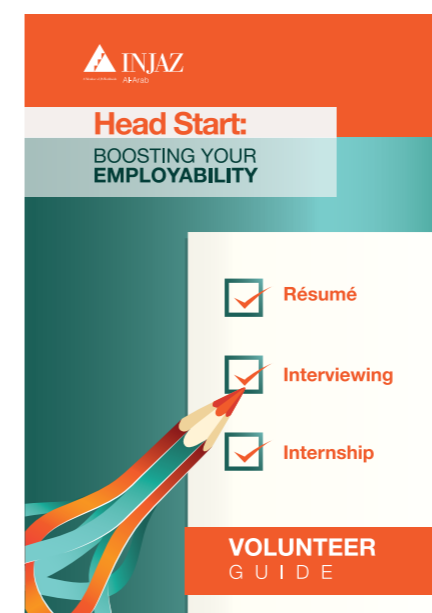 INJAZ
Al-Arab
Head Start:
BOOSTING YOUR
EMPLOYABILITY
Résumé
Interviewing
Internship
VOLUNTEER
GUIDE